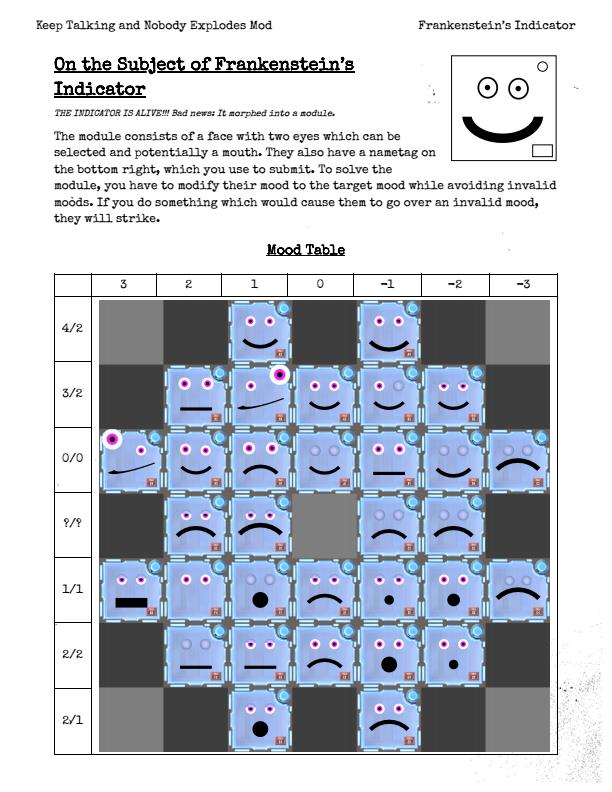 Keep Talking and Nobody Explodes Mod
Frankenstein's Indicator
On the Subject of Frankenstein's
Indicator
THE INDICATOR IS ALIVE!!! Bad news: It morphed into a module.
The module consists of a face with two eyes which can be
selected and potentially a mouth. They also have a nametag on
the bottom right, which you use to submit. To solve the
module, you have to modify their mood to the target mood while avoiding invalid
moods. If you do something which would cause them to go over an invalid mood,
they will strike.
Mood Table
3 2 1 0 -1 -2 -3
4/2
3/2
0/0
?/?
1/1
2/2
2/1